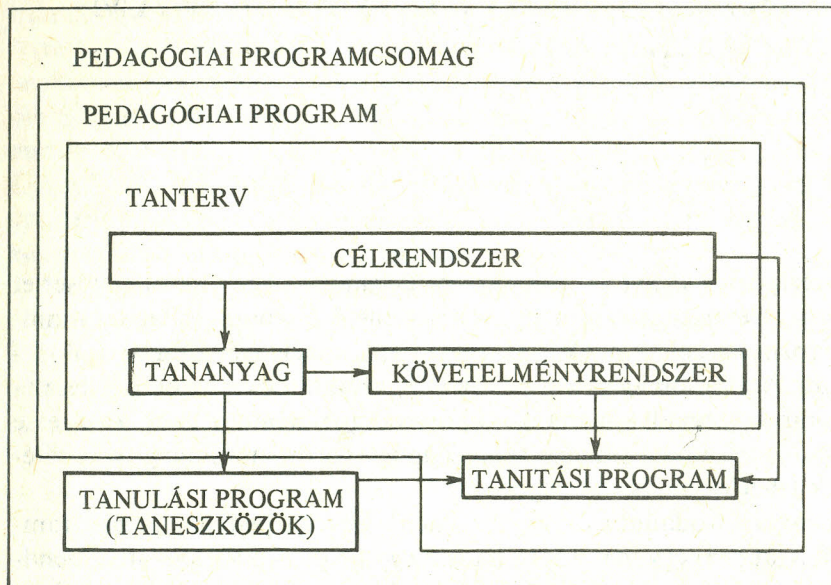 PEDAGÓGIAI PROGRAMCSOMAG
PEDAGÓGIAI PROGRAM
TANTERV
CÉLRENDSZER
TANANYAG
KÖVETELMÉNYRENDSZER
TANULÁSI PROGRAM
(TANESZKÖZÖK)
TANITÁSI PROGRAM